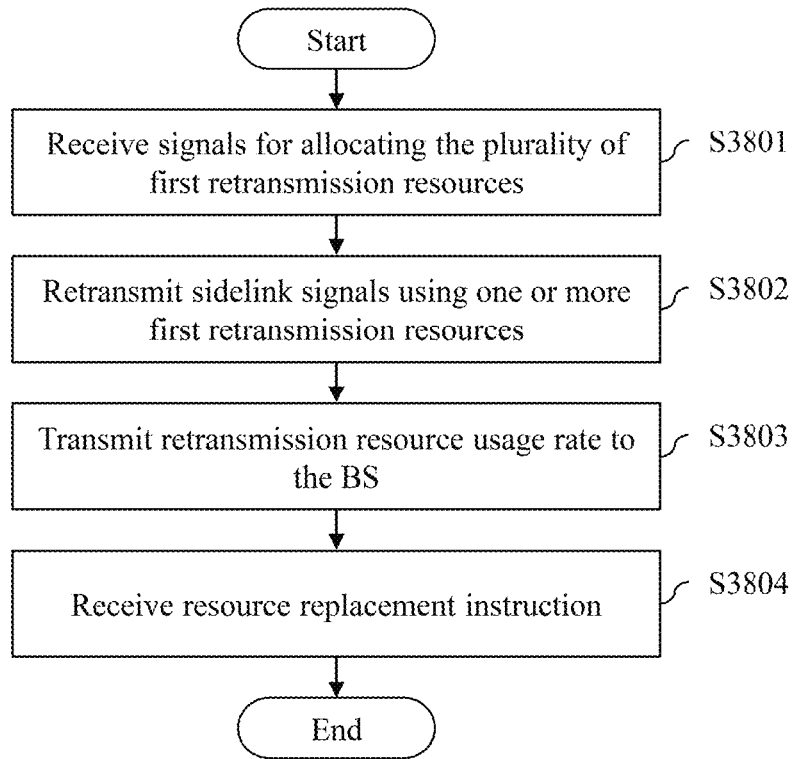 Start
Receive signals for allocating the plurality of
first retransmission resources
S3801
Retransmit sidelink signals using one or more
first retransmission resources
S3802
Transmit retransmission resource usage rate to
the BS
S3803
Receive resource replacement instruction
S3804
End